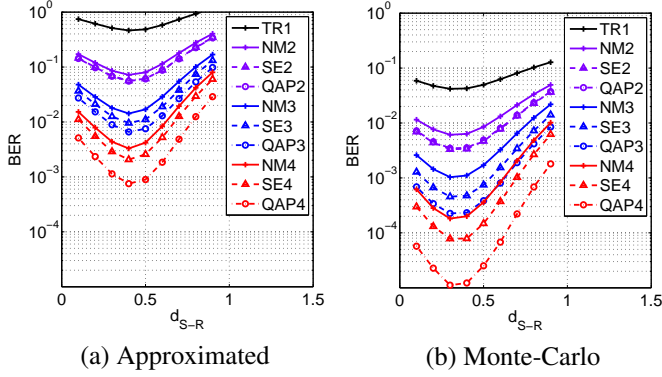 BER
10^0
10^-1
10^-2
10^-3
10^-4
0
0.5
1
1.5
d_{S-R}
TR1
NM2
SE2
QAP2
NM3
SE3
QAP3
NM4
SE4
QAP4
(a) Approximated
BER
10^0
10^-1
10^-2
10^-3
10^-4
0
0.5
1
1.5
d_{S-R}
TR1
NM2
SE2
QAP2
NM3
SE3
QAP3
NM4
SE4
QAP4
(b) Monte-Carlo